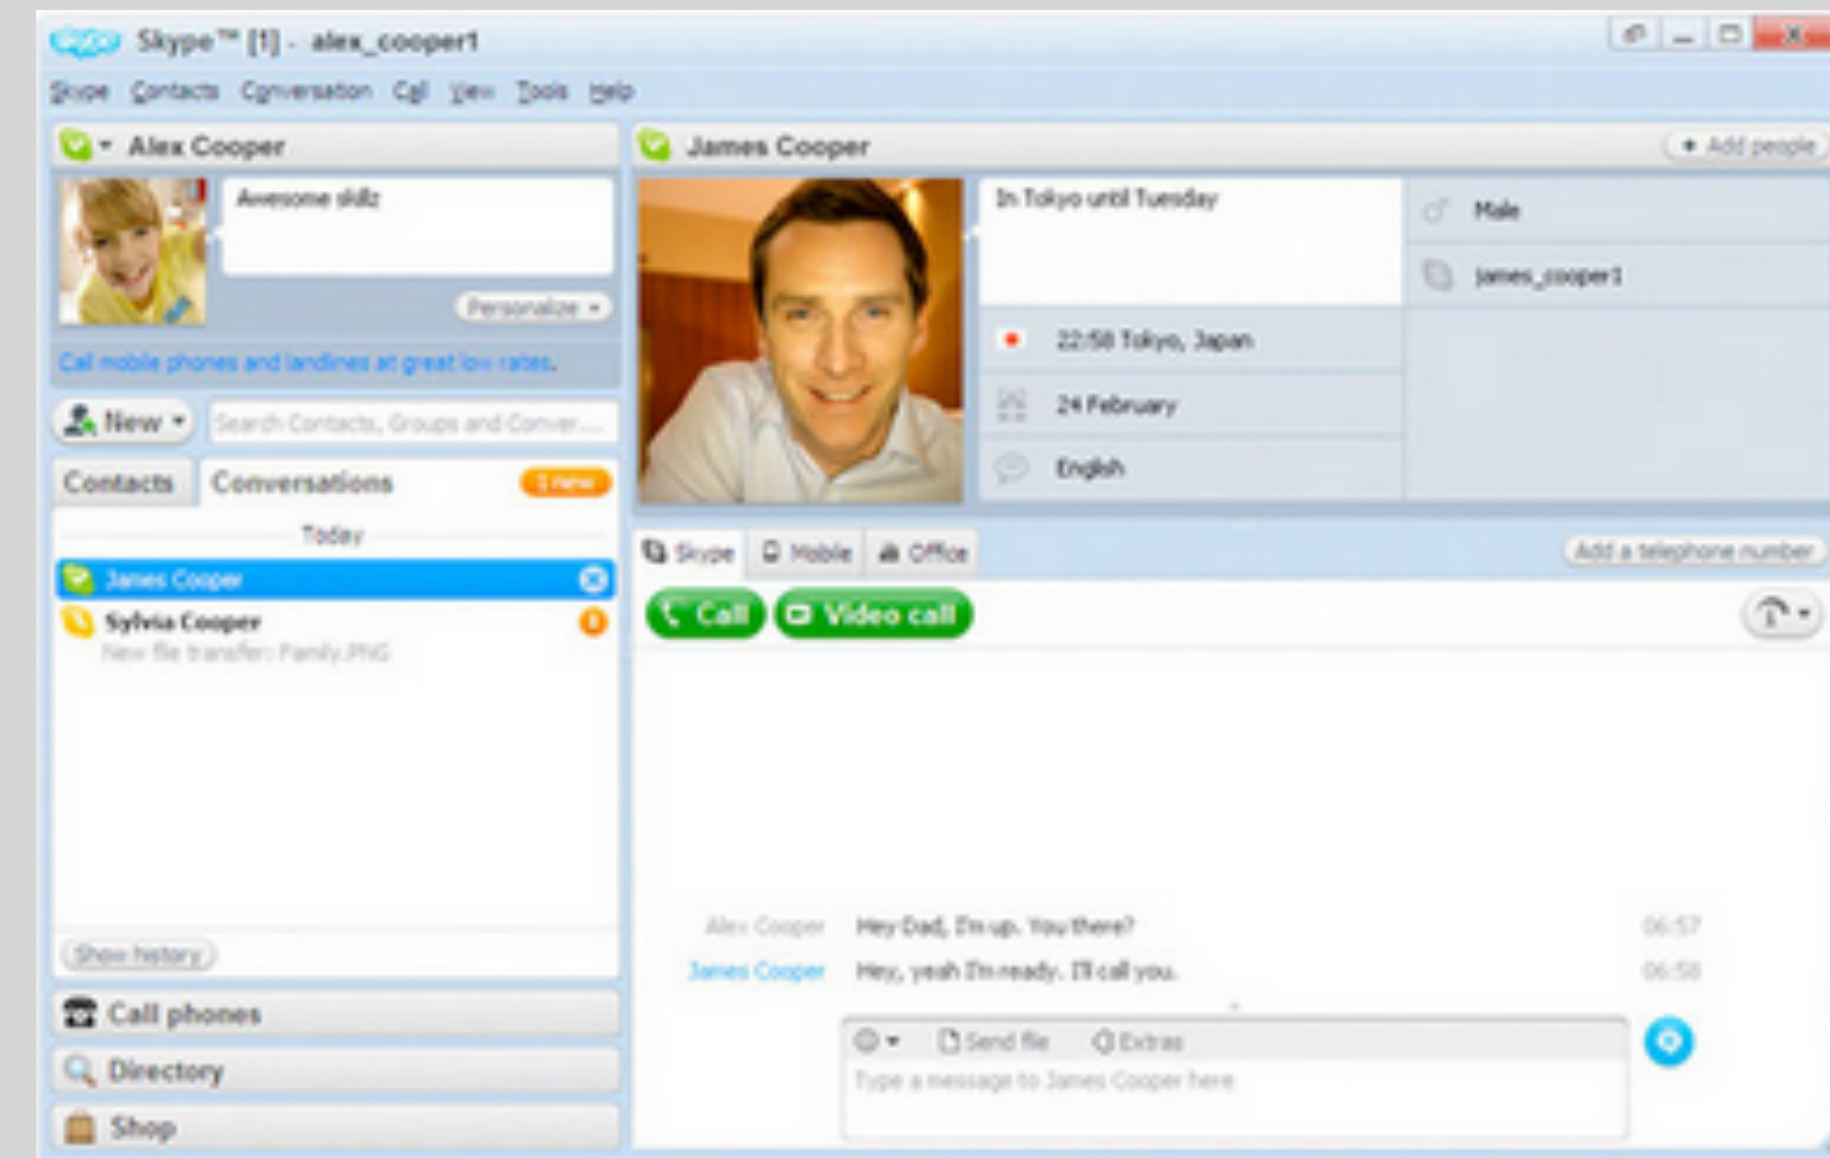 skype Skype™ [1] - alex_cooper1
Skype Contacts Conversation Call View Tools Help
Alex Cooper
Awesome skillz
Personalize
Call mobile phones and landlines at great low rates.
New
Search Contacts, Groups and Conver....
Contacts Conversations 1 new
Today
James Cooper
Sylvia Cooper
New file transfer: Family.PNG
Show history
Call phones
Directory
Shop
James Cooper
Add people
In Tokyo until Tuesday
Male
james_cooper1
22:58 Tokyo, Japan
24 February
English
Skype Mobile Office
Add a telephone number
Call Video call
Alex Cooper Hey Dad, I'm up. You there? 06:57
James Cooper Hey, yeah I'm ready. I'll call you. 06:58
Send file Extras
Type a message to James Cooper here